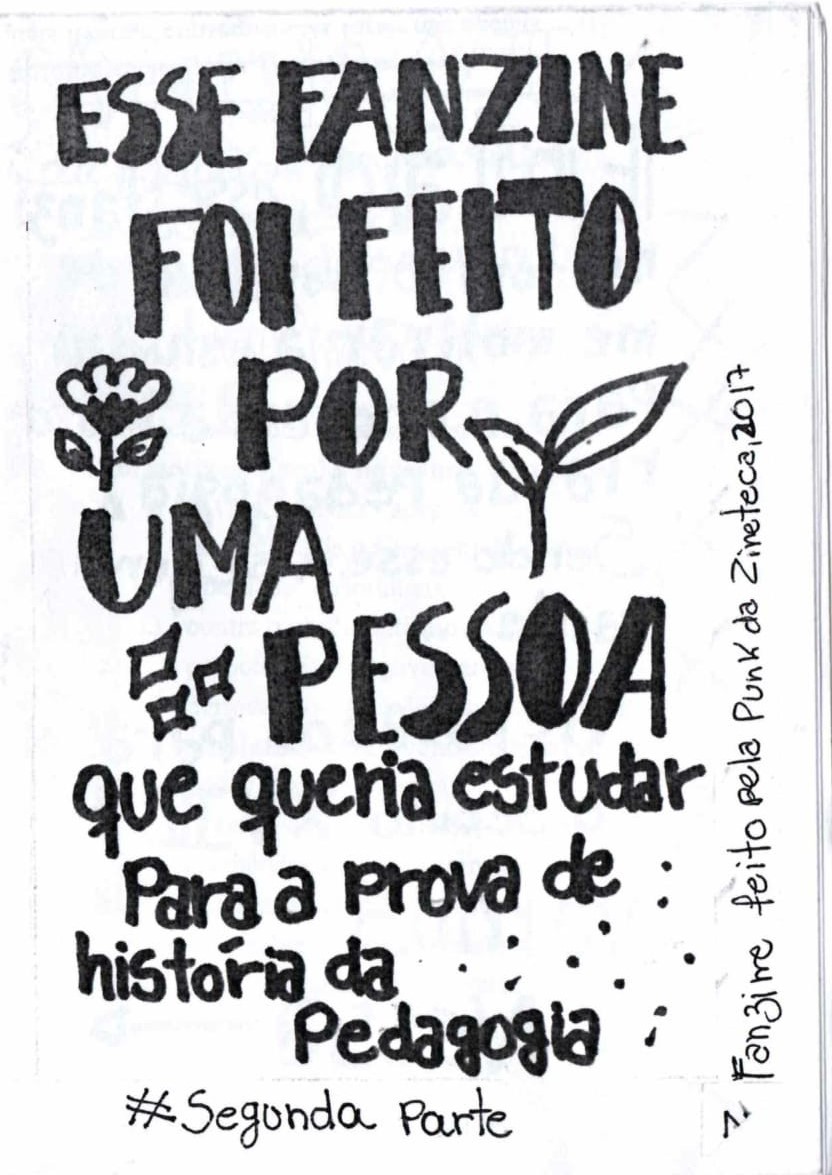 ESSE FANZINE
FOI FEITO
POR
UMA
PESSOA
que queria estudar
Para a prova de
história da
Pedagogia
#Segunda Parte
Fanzine feito pela Punk da Zineteca, 2017